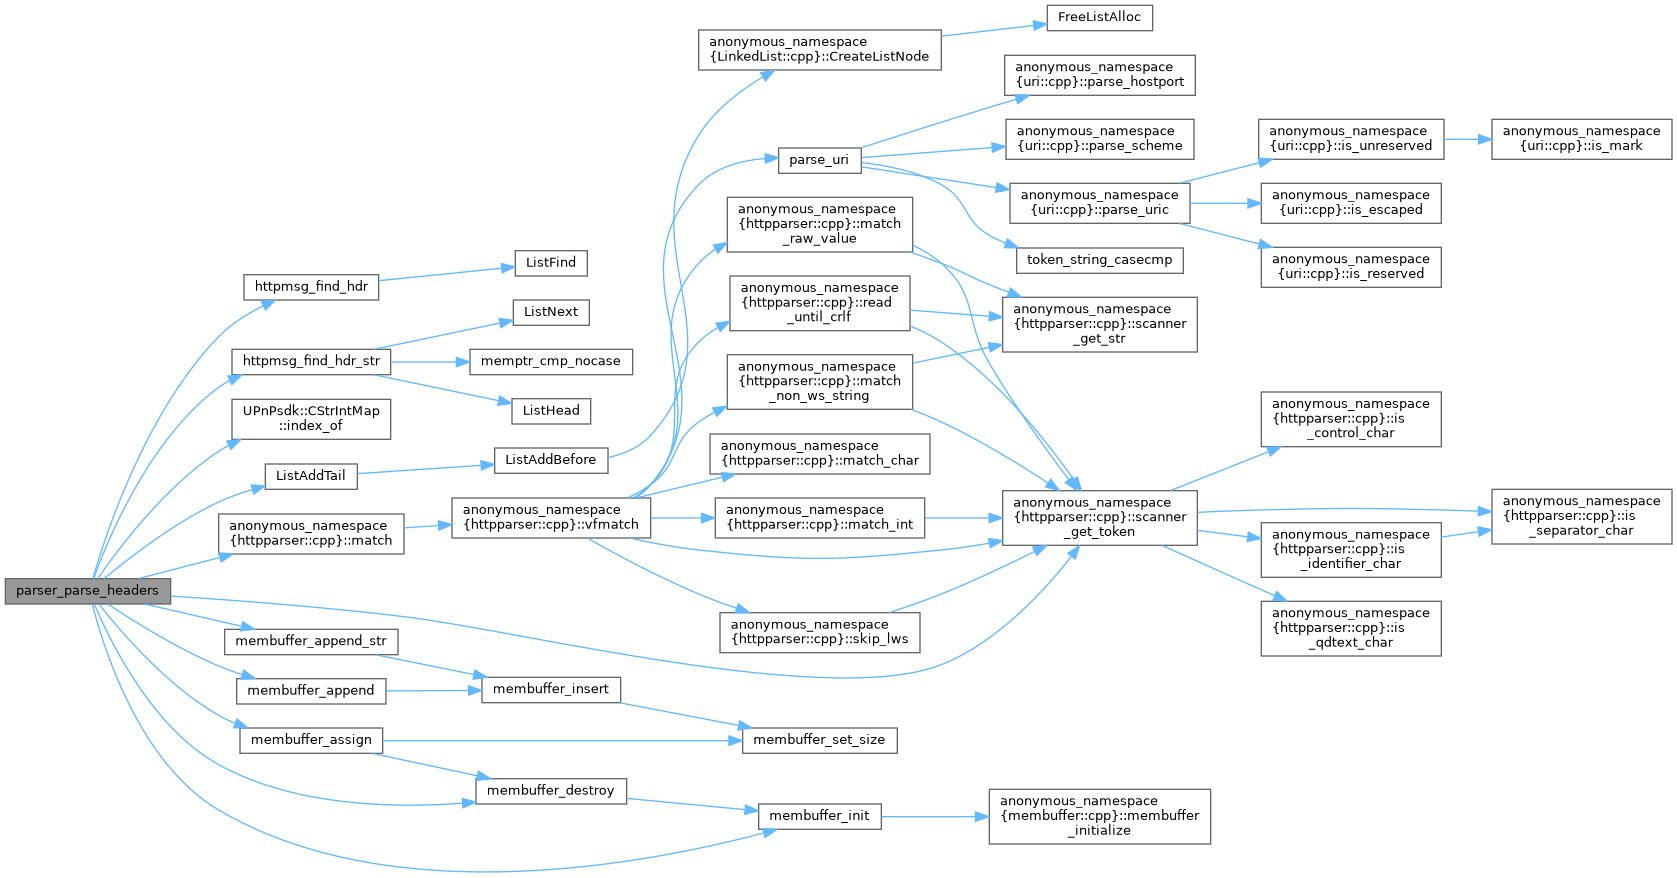 parser_parse_headers
httpmsg_find_hdr
ListFind
httpmsg_find_hdr_str
ListNext
memptr_cmp_nocase
ListHead
UPnPsdk::CStrIntMap
::index_of
ListAddTail
ListAddBefore
anonymous_namespace
{LinkedList::cpp}::CreateListNode
FreeListAlloc
anonymous_namespace
{httpparser::cpp}::match
anonymous_namespace
{httpparser::cpp}::vfmatch
parse_uri
anonymous_namespace
{uri::cpp}::parse_hostport
anonymous_namespace
{uri::cpp}::parse_scheme
anonymous_namespace
{uri::cpp}::parse_uric
anonymous_namespace
{uri::cpp}::is_unreserved
anonymous_namespace
{uri::cpp}::is_mark
anonymous_namespace
{uri::cpp}::is_escaped
anonymous_namespace
{uri::cpp}::is_reserved
token_string_casecmp
anonymous_namespace
{httpparser::cpp}::match
_raw_value
anonymous_namespace
{httpparser::cpp}::read
_until_crlf
anonymous_namespace
{httpparser::cpp}::scanner
_get_str
anonymous_namespace
{httpparser::cpp}::match
_non_ws_string
anonymous_namespace
{httpparser::cpp}::match_char
anonymous_namespace
{httpparser::cpp}::match_int
anonymous_namespace
{httpparser::cpp}::scanner
_get_token
anonymous_namespace
{httpparser::cpp}::is
_control_char
anonymous_namespace
{httpparser::cpp}::is
_separator_char
anonymous_namespace
{httpparser::cpp}::is
_identifier_char
anonymous_namespace
{httpparser::cpp}::is
_qdtext_char
anonymous_namespace
{httpparser::cpp}::skip_lws
membuffer_append_str
membuffer_append
membuffer_insert
membuffer_assign
membuffer_set_size
membuffer_destroy
membuffer_init
anonymous_namespace
{membuffer::cpp}::membuffer
_initialize